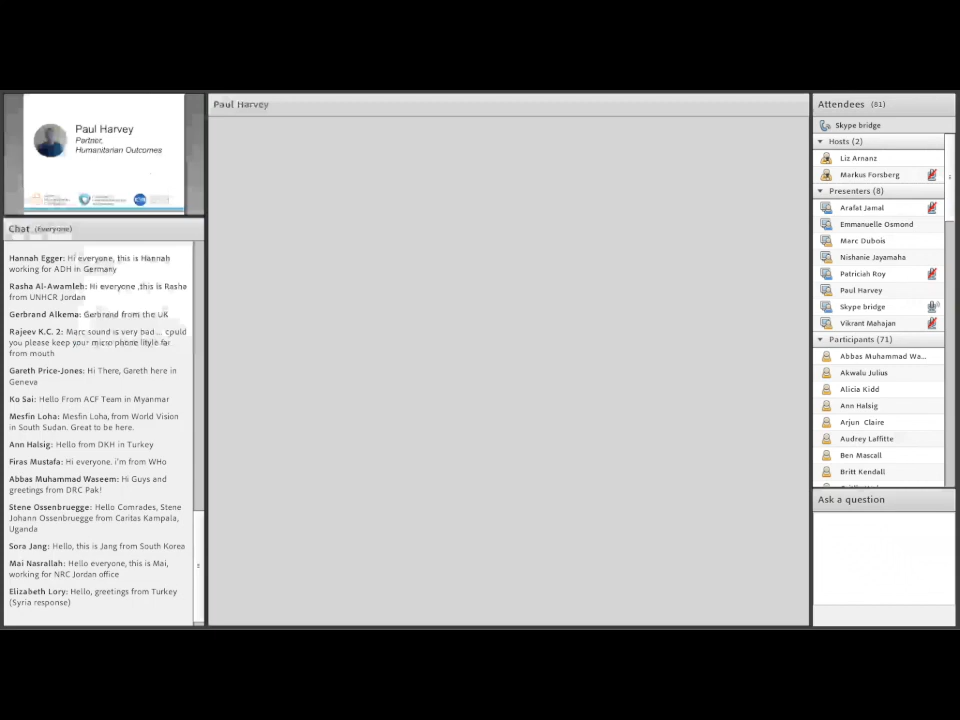 Paul Harvey
Partner,
Humanitarian Outcomes
Chat (Everyone)
Hannah Egger: Hi everyone, this is Hannah
working for ADH in Germany
Rasha Al-Awamleh: Hi everyone ,this is Rasha
from UNHCR Jordan
Gerbrand Alkema: Gerbrand from the UK
Rajeev K.C. 2: Marc sound is very bad... could
you please keep your micro phone lityle far
from mouth
Gareth Price-Jones: Hi There, Gareth here in
Geneva
Ko Sai: Hello From ACF Team in Myanmar
Mesfin Loha: Mesfin Loha, from World Vision
in South Sudan. Great to be here.
Ann Halsig: Hello from DKH in Turkey
Firas Mustafa: Hi everyone. i'm from WHo
Abbas Muhammad Waseem: Hi Guys and
greetings from DRC Pak!
Stene Ossenbruegge: Hello Comrades, Stene
Johann Ossenbruegge from Caritas Kampala,
Uganda
Sora Jang: Hello, this is Jang from South Korea
Mai Nasrallah: Hello everyone, this is Mai,
working for NRC Jordan office
Elizabeth Lory: Hello, greetings from Turkey
(Syria response)
Paul Harvey
Attendees (81)
Skype bridge
Hosts (2)
Liz Arnanz
Markus Forsberg
Presenters (8)
Arafat Jamal
Emmanuelle Osmond
Marc Dubois
Nishanie Jayamaha
Patriciah Roy
Paul Harvey
Skype bridge
Vikrant Mahajan
Participants (71)
Abbas Muhammad Wa...
Akwalu Julius
Alicia Kidd
Ann Halsig
Arjun Claire
Audrey Laffitte
Ben Mascall
Britt Kendall
Ask a question